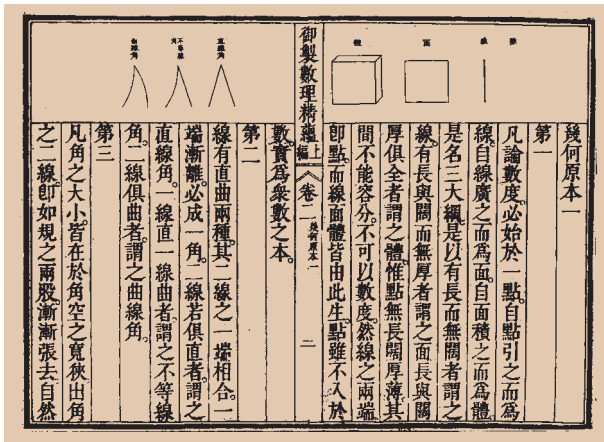 點
線
面
體
幾何原本一
第一
凡論數度。必始於一點。自點引之而爲
線。自線廣之而爲面。自面積之而爲體。
是名三大綱。是以有長而無闊者謂之
線。有長與闊而無厚者謂之面。長與闊
厚俱全者謂之體。惟點無長闊厚薄。其
間不能容分。不可以數度。然線之兩端
卽點。而線面體皆由此生。點雖不入於
御製數理精蘊 上編 卷二 幾何原本一 二
直線角
不等線角
曲線角
數。實爲衆數之本。
第二
線有直曲兩種。其二線之一端相合。一
端漸離。必成一角。二線若俱直者。謂之
直線角。一線直一線曲者。謂之不等線
角。二線俱曲者。謂之曲線角。
第三
凡角之大小。皆在於角空之寬狹。出角
之二線。卽如規之兩股。漸漸張去。自然